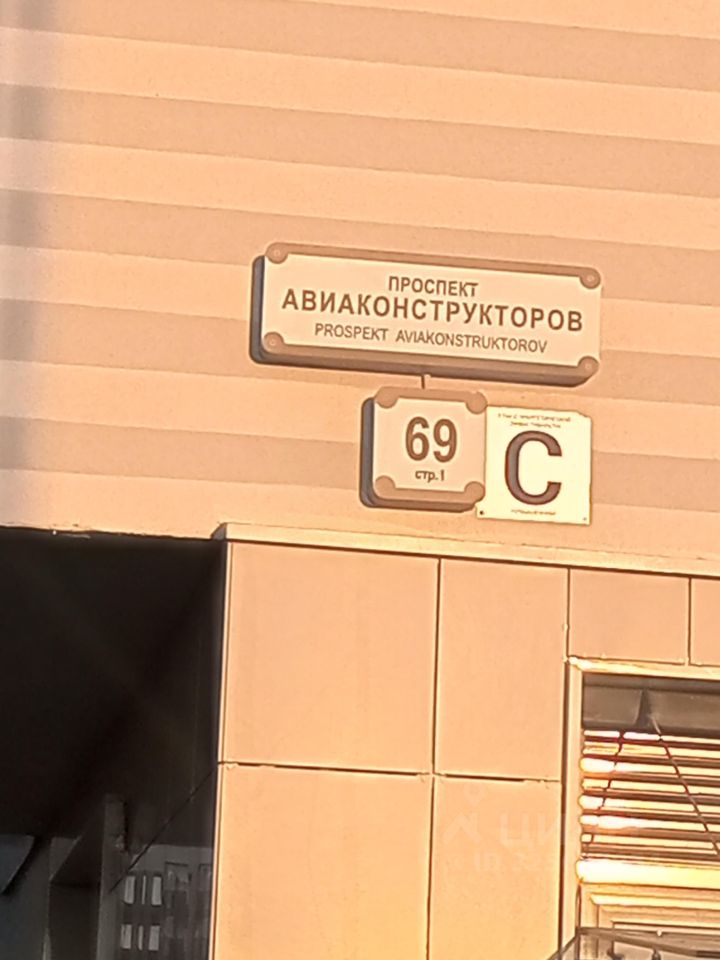 ПРОСПЕКТ
АВИАКОНСТРУКТОРОВ
PROSPEKT AVIAKONSTRUKTOROV
69
стр.1
С